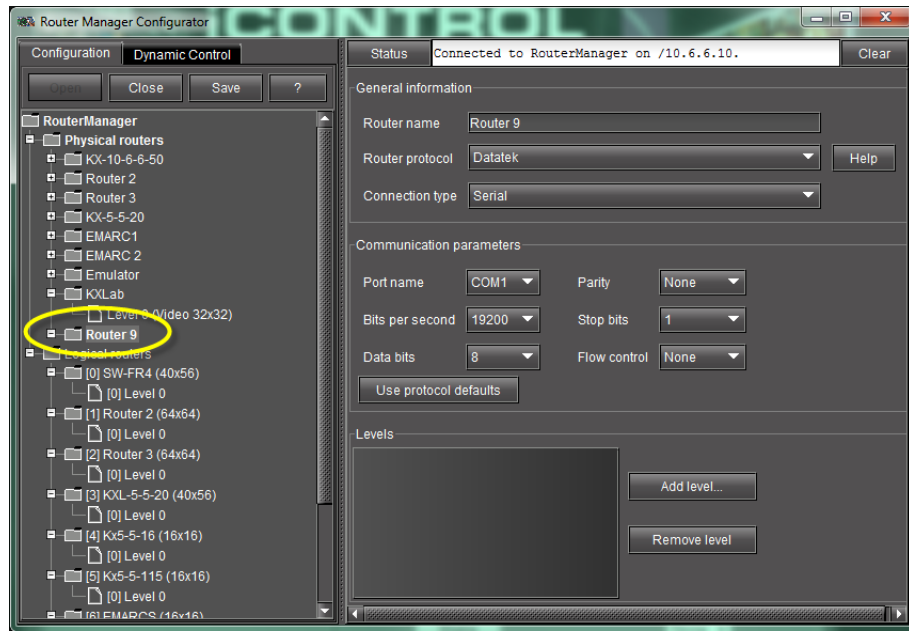 CONTROL
Router Manager Configurator
Configuration Dynamic Control
Open Close Save ?
RouterManager
Physical routers
KX-10-6-6-50
Router 2
Router 3
KX-5-5-20
EMARC1
EMARC 2
Emulator
KXLab
Level 0 (Video 32x32)
Router 9
Logical routers
[0] SW-FR4 (40x56)
[0] Level 0
[1] Router 2 (64x64)
[0] Level 0
[2] Router 3 (64x64)
[0] Level 0
[3] KXL-5-5-20 (40x56)
[0] Level 0
[4] Kx5-5-16 (16x16)
[0] Level 0
[5] Kx5-5-115 (16x16)
[0] Level 0
[6] EMARCS (16x16)
Status Connected to RouterManager on /10.6.6.10. Clear
General information
Router name Router 9
Router protocol Datatek Help
Connection type Serial
Communication parameters
Port name COM1 Parity None
Bits per second 19200 Stop bits 1
Data bits 8 Flow control None
Use protocol defaults
Levels
Add level...
Remove level